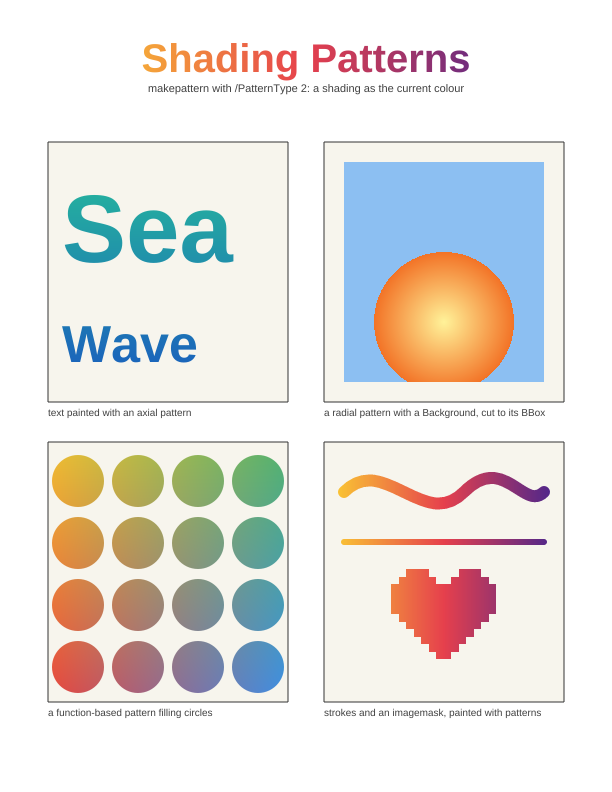 Shading Patterns
makepattern with /PatternType 2: a shading as the current colour
Sea
Wave
text painted with an axial pattern
a radial pattern with a Background, cut to its BBox
a function-based pattern filling circles
strokes and an imagemask, painted with patterns